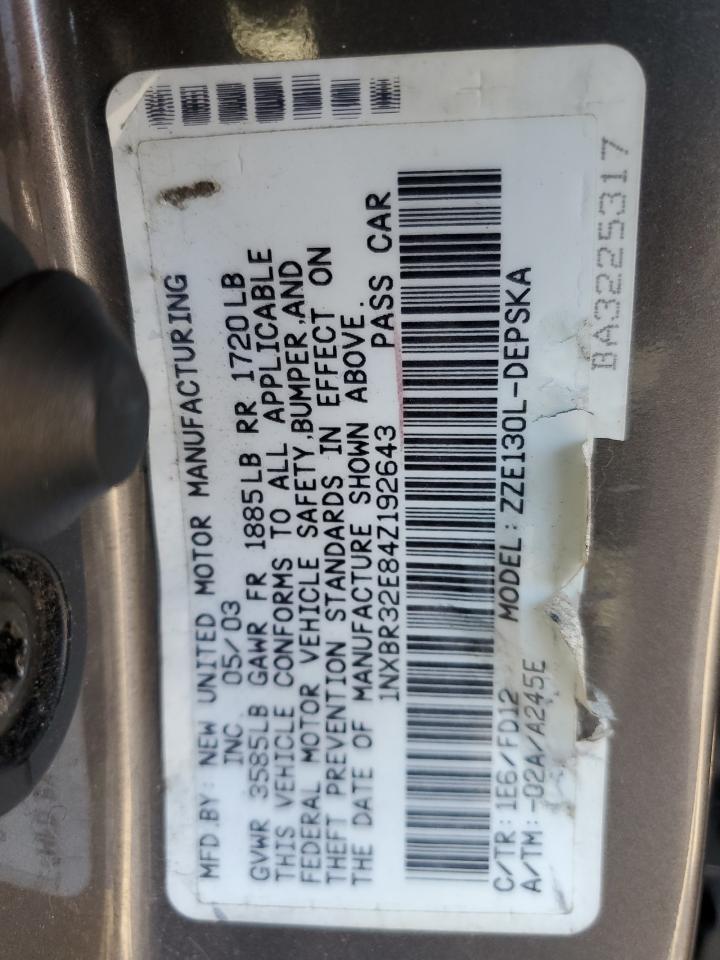 MFD.BY: NEW UNITED MOTOR MANUFACTURING
INC. 05/03
GVWR 3585LB GAWR FR 1885LB RR 1720LB
THIS VEHICLE CONFORMS TO ALL APPLICABLE
FEDERAL MOTOR VEHICLE SAFETY,BUMPER,AND
THEFT PREVENTION STANDARDS IN EFFECT ON
THE DATE OF MANUFACTURE SHOWN ABOVE.
1NXBR32E84Z192643 PASS CAR
C/TR: 1E6/FD12 MODEL: ZZE130L-DEPSKA
A/TM: -02A/A245E
BA3225317